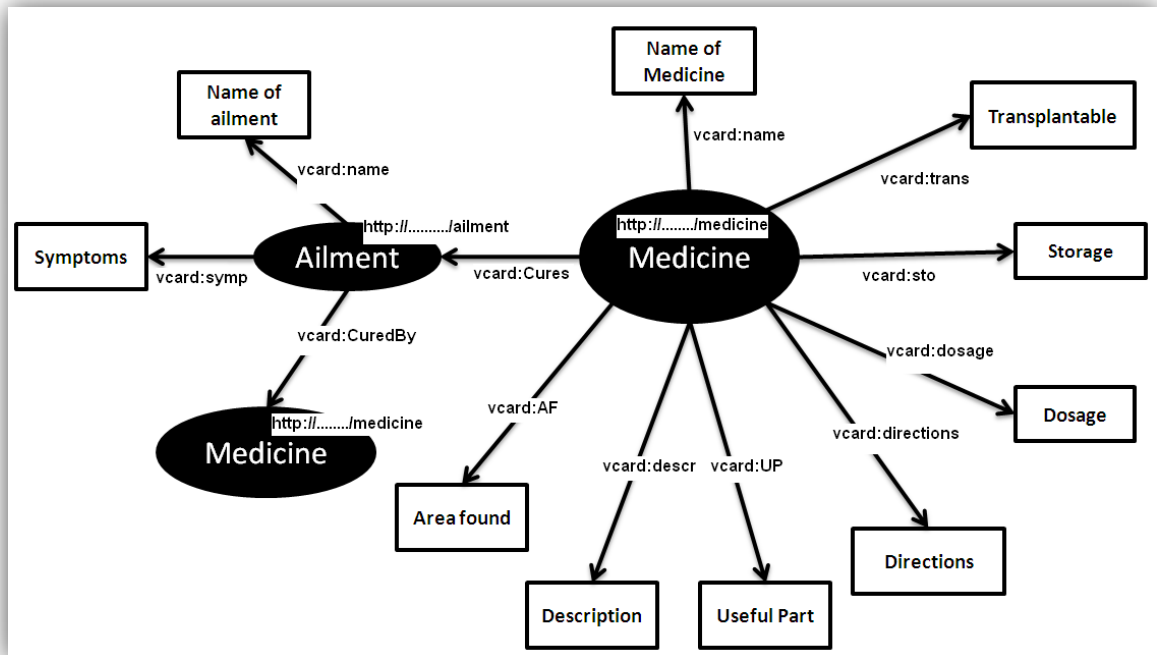 Name of
Medicine
Name of
ailment
Transplantable
vcard:name
vcard:name
vcard:trans
http://......../medicine
http://........./ailment
Symptoms
Ailment
Medicine
Storage
vcard:symp
vcard:Cures
vcard:sto
vcard:CuredBy
vcard:dosage
vcard:AF
Dosage
http://......../medicine
vcard:directions
Medicine
vcard:descr
vcard:UP
Area found
Directions
Description
Useful Part